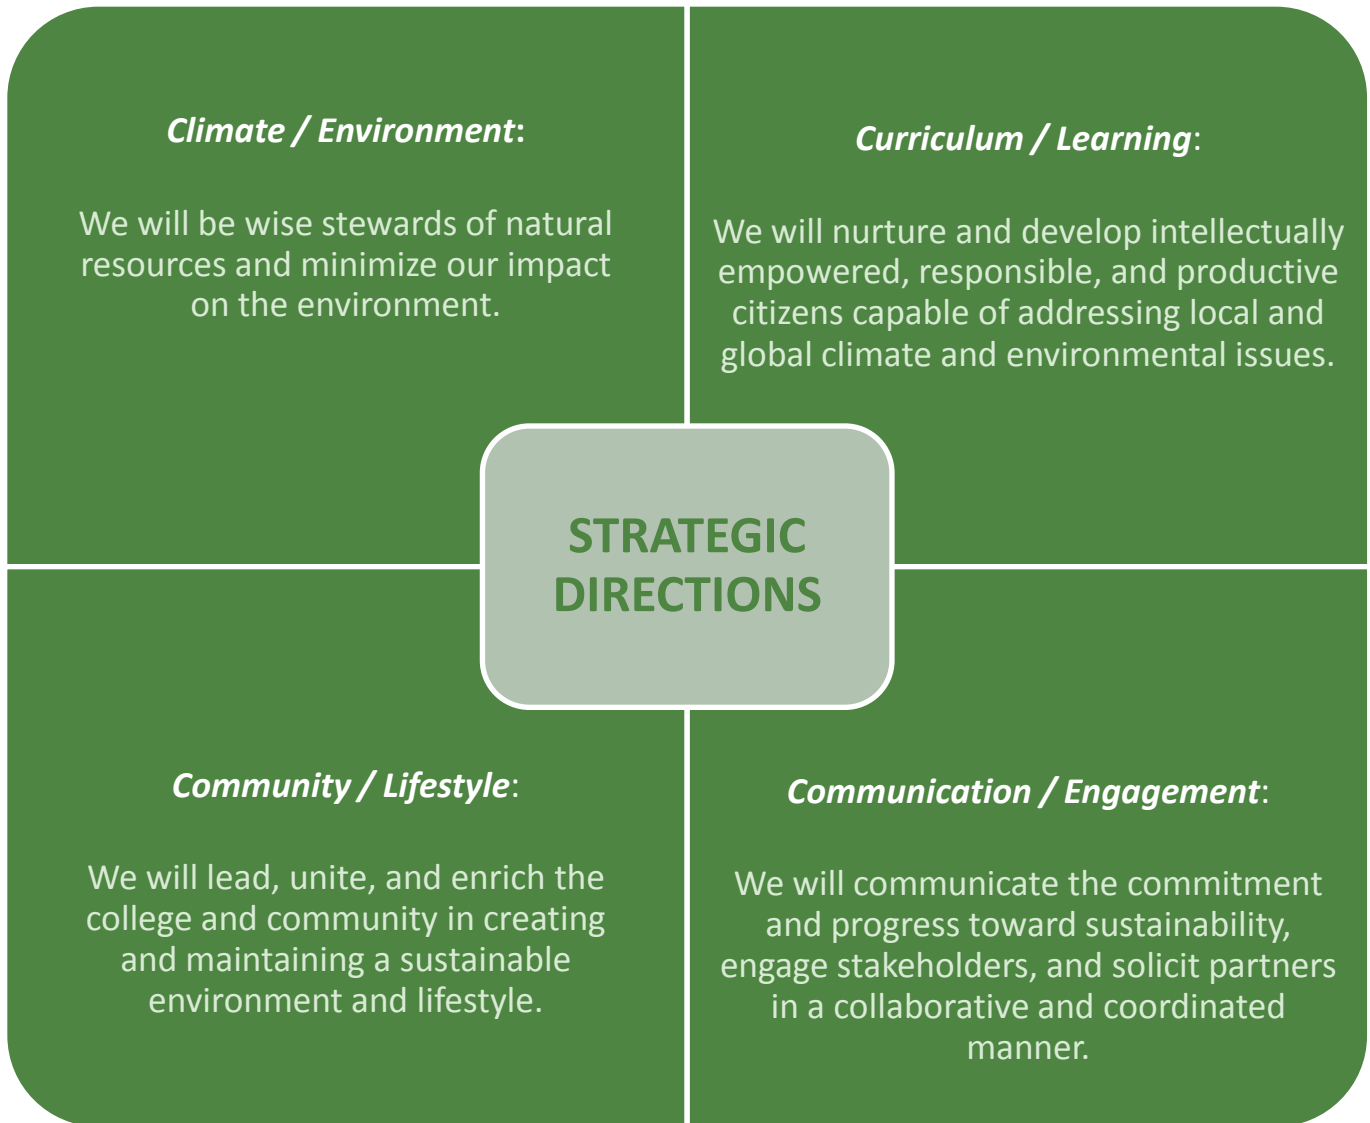 Climate / Environment:
We will be wise stewards of natural
resources and minimize our impact
on the environment.
Curriculum / Learning:
We will nurture and develop intellectually
empowered, responsible, and productive
citizens capable of addressing local and
global climate and environmental issues.
STRATEGIC
DIRECTIONS
Community / Lifestyle:
We will lead, unite, and enrich the
college and community in creating
and maintaining a sustainable
environment and lifestyle.
Communication / Engagement:
We will communicate the commitment
and progress toward sustainability,
engage stakeholders, and solicit partners
in a collaborative and coordinated
manner.